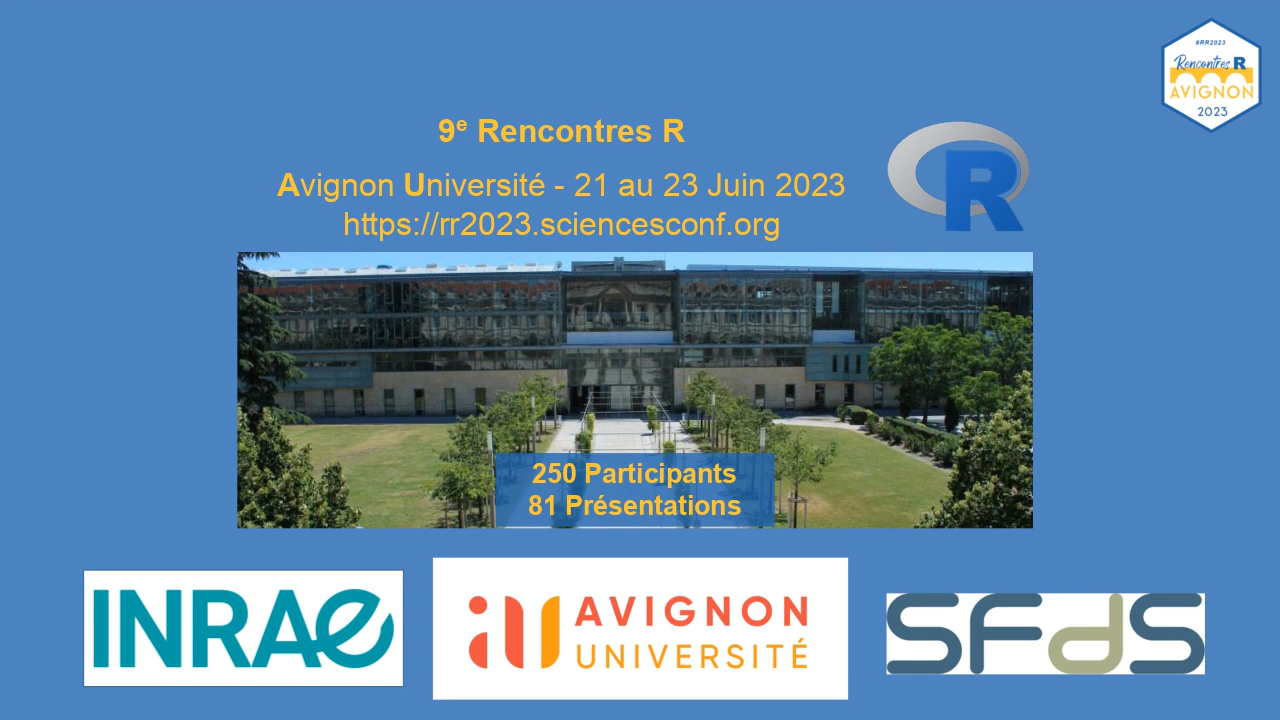 #RR2023
Rencontres R
AVIGNON
2023
9e Rencontres R
R
Avignon Université - 21 au 23 Juin 2023
https://rr2023.sciencesconf.org
250 Participants
81 Présentations
INRAe
au AVIGNON
UNIVERSITÉ
SFdS